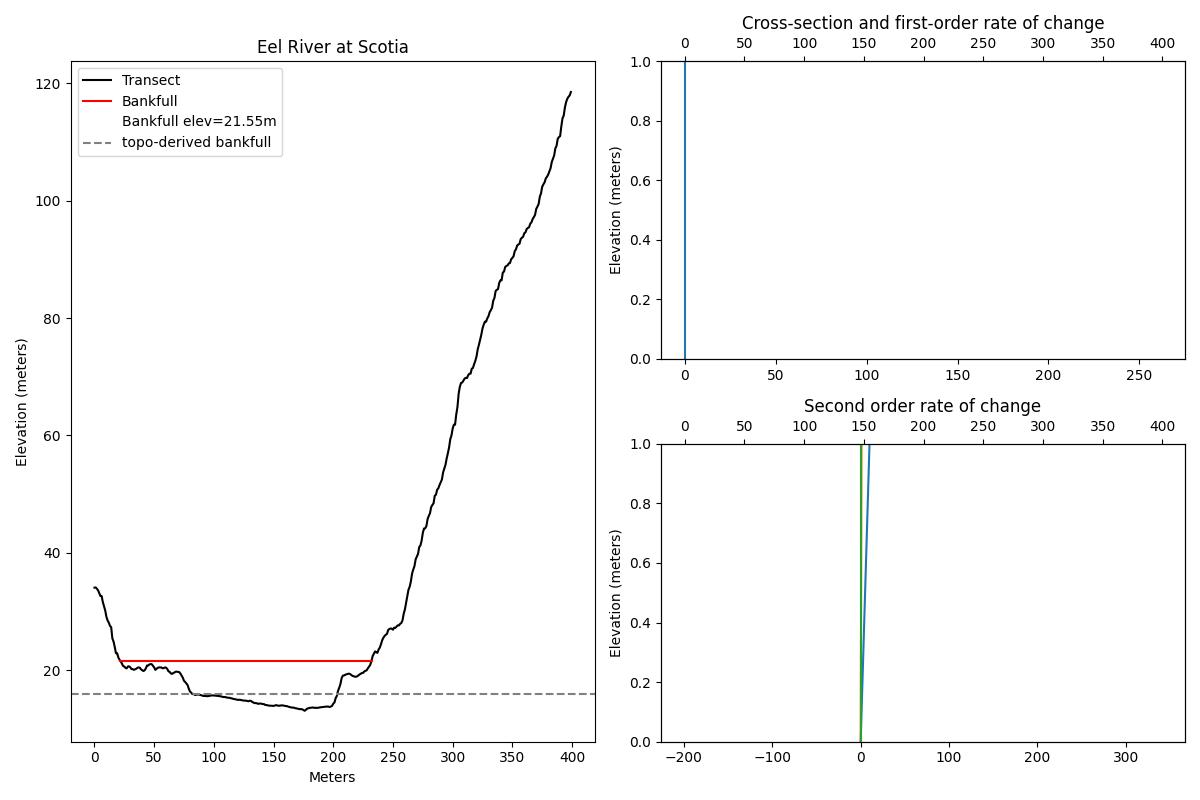 Eel River at Scotia
120
100
80
60
40
20
Elevation (meters)
Transect
Bankfull
Bankfull elev=21.55m
topo-derived bankfull
0 50 100 150 200 250 300 350 400
Meters
Cross-section and first-order rate of change
0 50 100 150 200 250 300 350 400
1.0
0.8
0.6
0.4
0.2
0.0
Elevation (meters)
0 50 100 150 200 250
Second order rate of change
0 50 100 150 200 250 300 350 400
1.0
0.8
0.6
0.4
0.2
0.0
Elevation (meters)
−200 −100 0 100 200 300